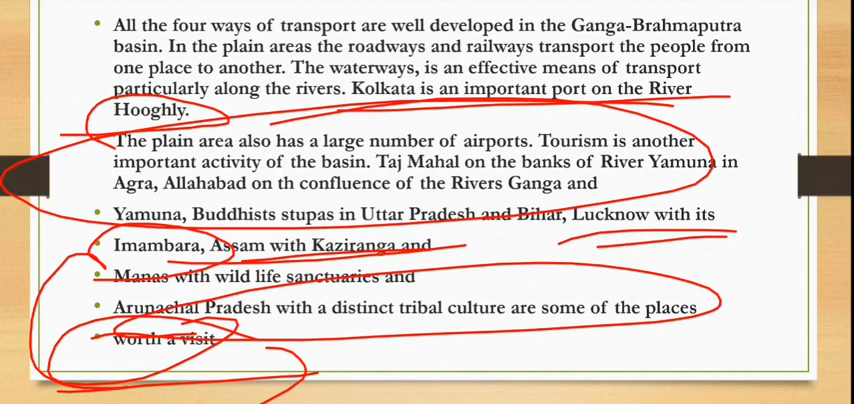 • All the four ways of transport are well developed in the Ganga-Brahmaputra
basin. In the plain areas the roadways and railways transport the people from
one place to another. The waterways, is an effective means of transport
particularly along the rivers. Kolkata is an important port on the River
Hooghly.
The plain area also has a large number of airports. Tourism is another
important activity of the basin. Taj Mahal on the banks of River Yamuna in
Agra, Allahabad on th confluence of the Rivers Ganga and
• Yamuna, Buddhists stupas in Uttar Pradesh and Bihar, Lucknow with its
• Imambara, Assam with Kaziranga and
• Manas with wild life sanctuaries and
• Arunachal Pradesh with a distinct tribal culture are some of the places
• worth a visit